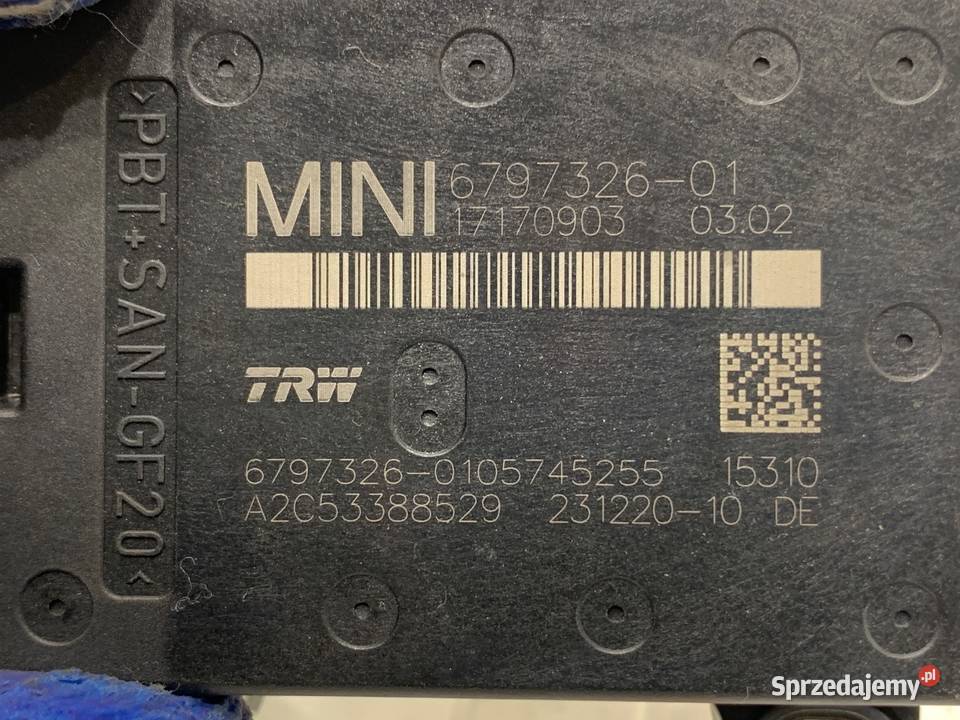 >PBT+SAN-GF20<
MINI 6797326-01
17170903 03.02
TRW
6797326-0105745255 15310
A2C53388529 231220-10 DE
Sprzedajemy.pl